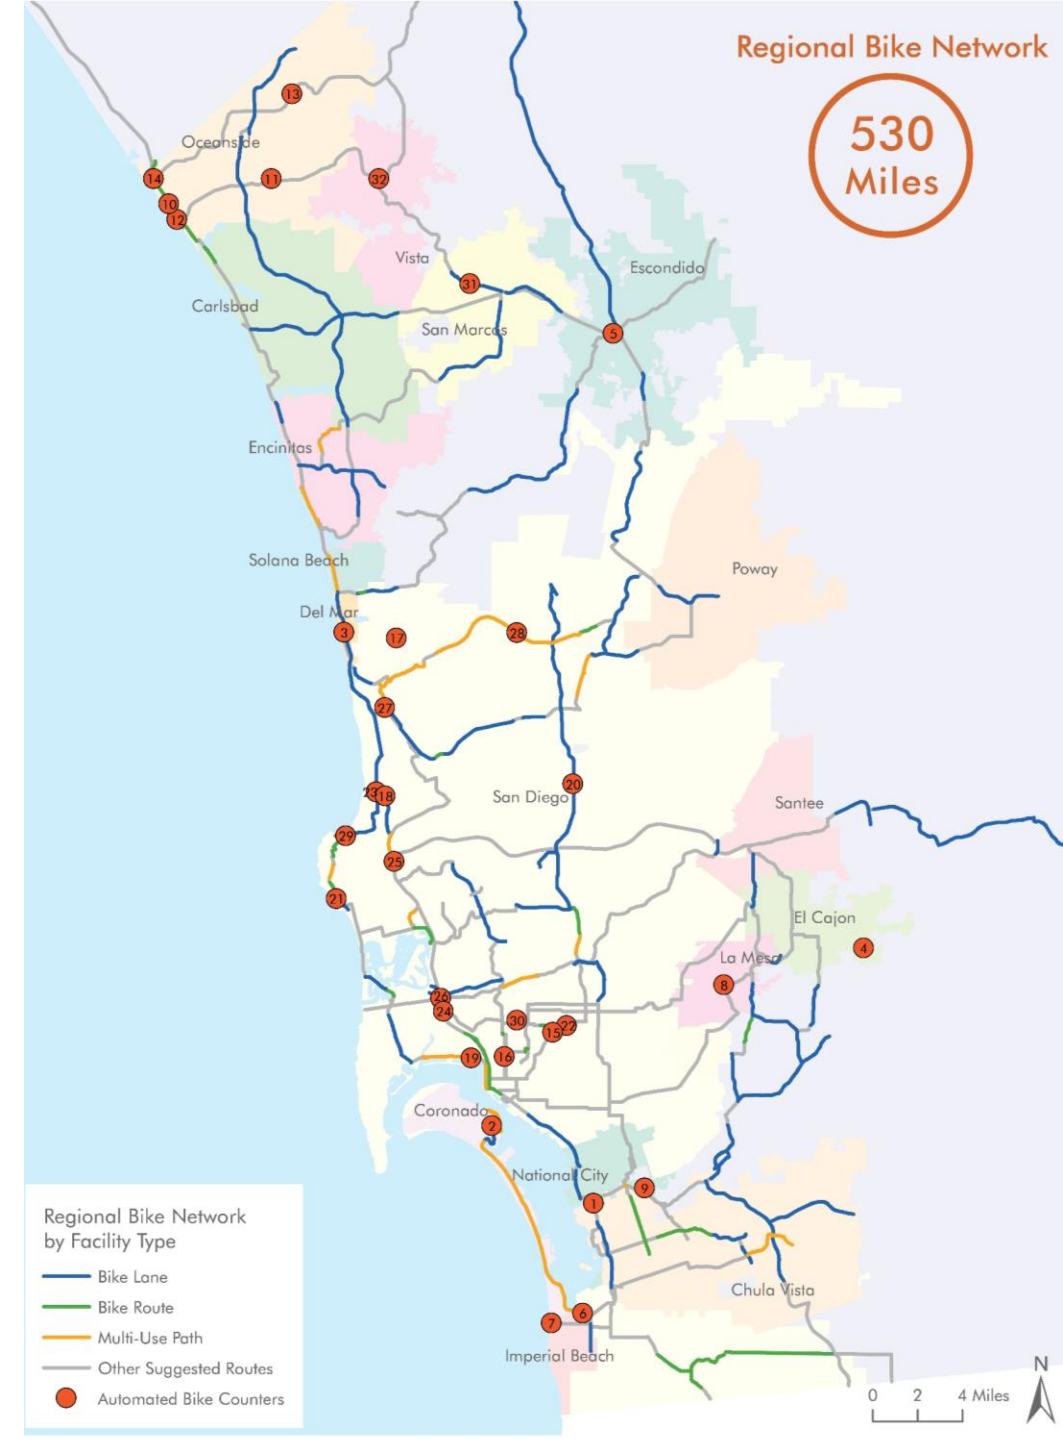 Regional Bike Network
530
Miles
13
Oceanside
14
11
32
10
12
Vista
Escondido
31
Carlsbad
San Marcos
5
Encinitas
Solana Beach
Poway
Del Mar
3
17
28
27
20
23
18
San Diego
Santee
29
25
21
El Cajon
4
La Mesa
8
26
24
30
15
22
19
16
Coronado
2
National City
9
1
Chula Vista
6
7
Imperial Beach
Regional Bike Network
by Facility Type
Bike Lane
Bike Route
Multi-Use Path
Other Suggested Routes
Automated Bike Counters
N
0 2 4 Miles